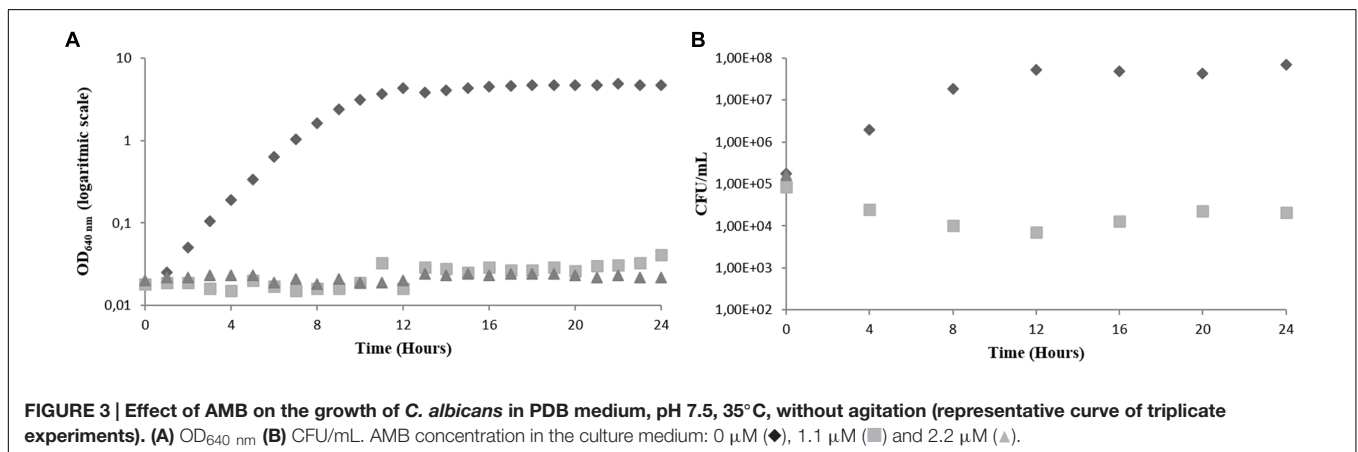 A
10
1
0,1
0,01
OD640 nm (logaritmic scale)
0 4 8 12 16 20 24
Time (Hours)
B
1,00E+08
1,00E+07
1,00E+06
1,00E+05
1,00E+04
1,00E+03
1,00E+02
CFU/mL
0 4 8 12 16 20 24
Time (Hours)
FIGURE 3 | Effect of AMB on the growth of C. albicans in PDB medium, pH 7.5, 35°C, without agitation (representative curve of triplicate
experiments). (A) OD640 nm (B) CFU/mL. AMB concentration in the culture medium: 0 μM (◆), 1.1 μM (■) and 2.2 μM (▲).